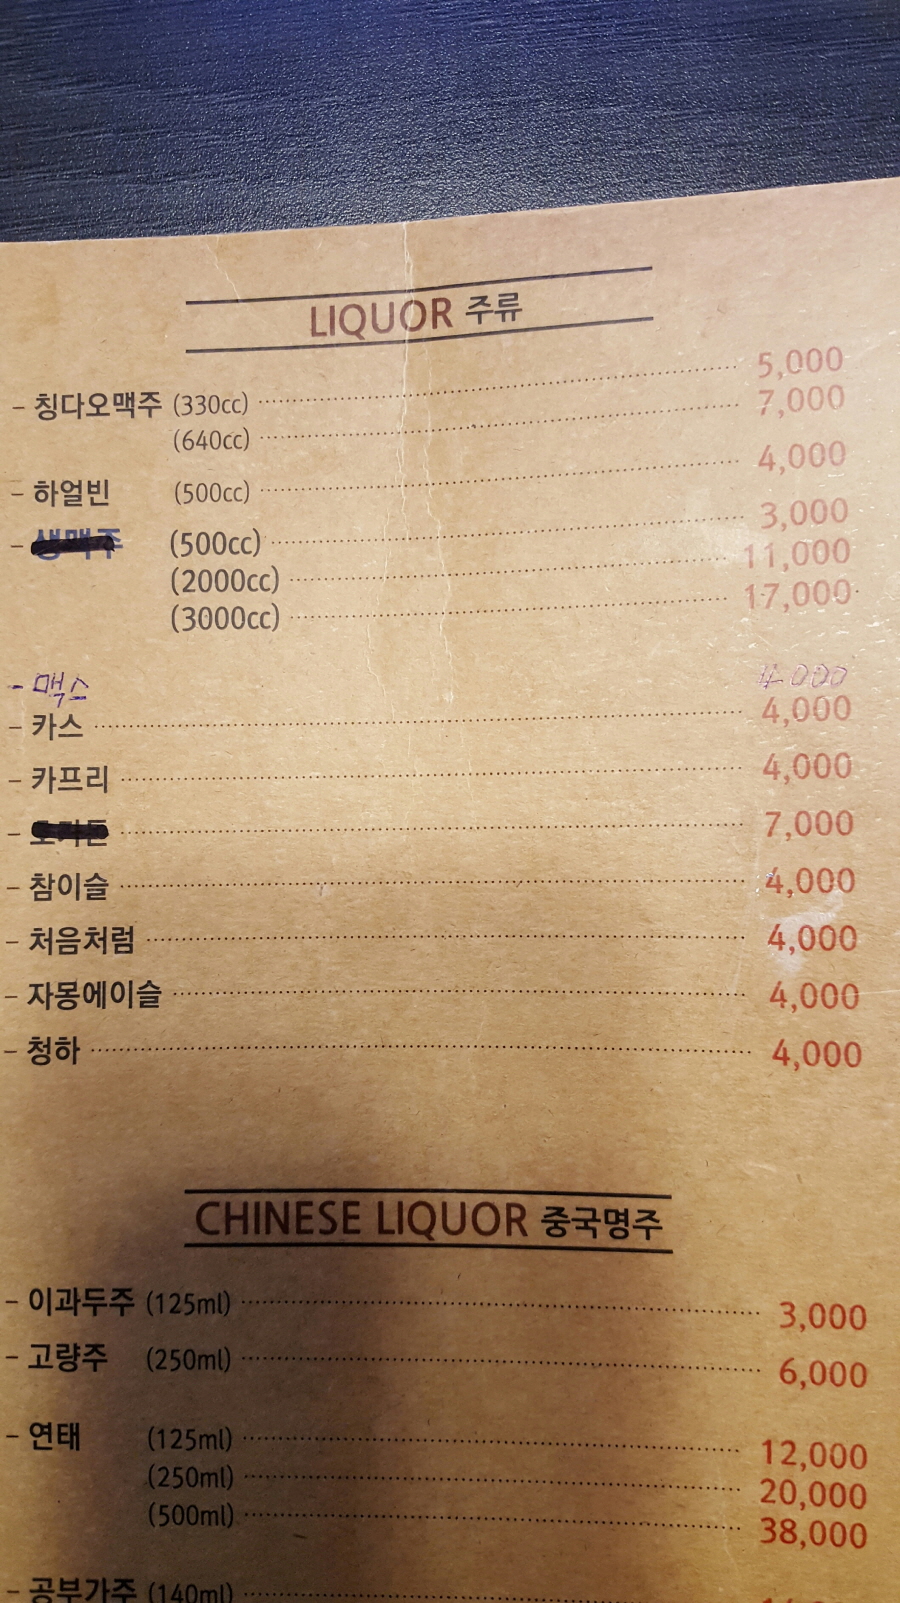 LIQUOR 주류
- 칭다오맥주 (330cc) 5,000
(640cc) 7,000
- 하얼빈 (500cc) 4,000
- 생맥주 (500cc) 3,000
(2000cc) 11,000
(3000cc) 17,000
- 맥스 4000
- 카스 4,000
- 카프리 4,000
- 7,000
- 참이슬 4,000
- 처음처럼 4,000
- 자몽에이슬 4,000
- 청하 4,000
CHINESE LIQUOR 중국명주
- 이과두주 (125ml) 3,000
- 고량주 (250ml) 6,000
- 연태 (125ml) 12,000
(250ml) 20,000
(500ml) 38,000
- 공부가주 (140ml)